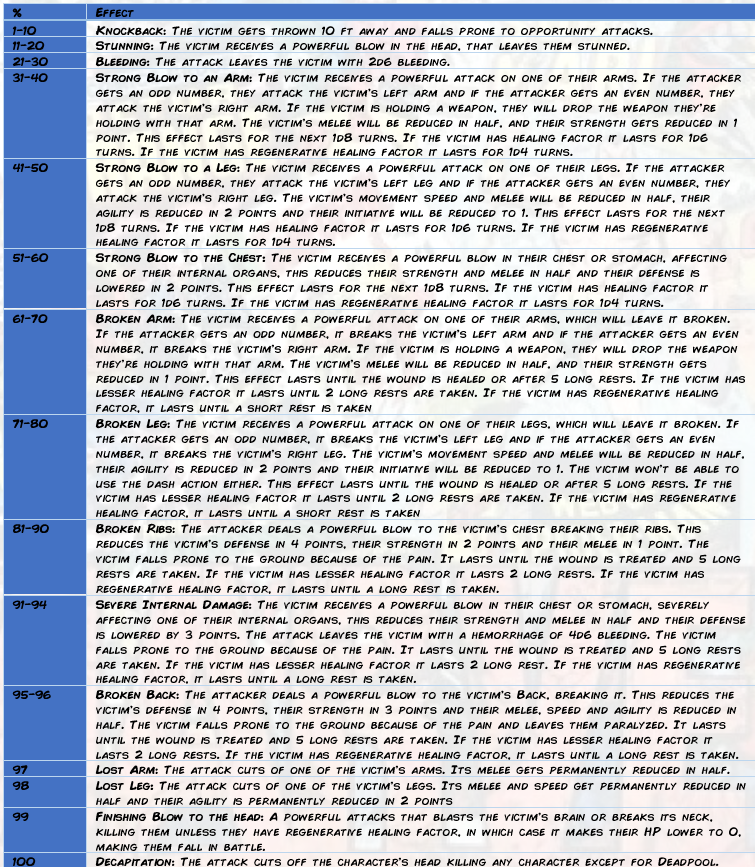 % Effect
1-10 Knockback: The victim gets thrown 10 ft away and falls prone to opportunity attacks.
11-20 Stunning: The victim receives a powerful blow in the head, that leaves them stunned.
21-30 Bleeding: The attack leaves the victim with 2d6 bleeding.
31-40 Strong Blow to an Arm: The victim receives a powerful attack on one of their arms. If the attacker
gets an odd number, they attack the victim's left arm and if the attacker gets an even number, they
attack the victim's right arm. If the victim is holding a weapon, they will drop the weapon they're
holding with that arm. The victim's melee will be reduced in half, and their strength gets reduced in 1
point. This effect lasts for the next 1d8 turns. If the victim has healing factor it lasts for 1d6
turns. If the victim has regenerative healing factor it lasts for 1d4 turns.
41-50 Strong Blow to a Leg: The victim receives a powerful attack on one of their legs. If the attacker
gets an odd number, they attack the victim's left leg and if the attacker gets an even number, they
attack the victim's right leg. The victim's movement speed and melee will be reduced in half, their
agility is reduced in 2 points and their initiative will be reduced to 1. This effect lasts for the next
1d8 turns. If the victim has healing factor it lasts for 1d6 turns. If the victim has regenerative
healing factor it lasts for 1d4 turns.
51-60 Strong Blow to the Chest: The victim receives a powerful blow in their chest or stomach, affecting
one of their internal organs, this reduces their strength and melee in half and their defense is
lowered in 2 points. This effect lasts for the next 1d8 turns. If the victim has healing factor it
lasts for 1d6 turns. If the victim has regenerative healing factor it lasts for 1d4 turns.
61-70 Broken Arm: The victim receives a powerful attack on one of their arms, which will leave it broken.
If the attacker gets an odd number, it breaks the victim's left arm and if the attacker gets an even
number, it breaks the victim's right arm. If the victim is holding a weapon, they will drop the weapon
they're holding with that arm. The victim's melee will be reduced in half, and their strength gets
reduced in 1 point. This effect lasts until the wound is healed or after 5 long rests. If the victim has
lesser healing factor it lasts until 2 long rests are taken. If the victim has regenerative healing
factor, it lasts until a short rest is taken
71-80 Broken Leg: The victim receives a powerful attack on one of their legs, which will leave it broken. If
the attacker gets an odd number, it breaks the victim's left leg and if the attacker gets an even
number, it breaks the victim's right leg. The victim's movement speed and melee will be reduced in half,
their agility is reduced in 2 points and their initiative will be reduced to 1. The victim won't be able to
use the dash action either. This effect lasts until the wound is healed or after 5 long rests. If the
victim has lesser healing factor it lasts until 2 long rests are taken. If the victim has regenerative
healing factor, it lasts until a short rest is taken
81-90 Broken Ribs: The attacker deals a powerful blow to the victim's chest breaking their ribs. This
reduces the victim's defense in 4 points, their strength in 2 points and their melee in 1 point. The
victim falls prone to the ground because of the pain. It lasts until the wound is treated and 5 long
rests are taken. If the victim has lesser healing factor it lasts 2 long rests. If the victim has
regenerative healing factor, it lasts until a long rest is taken.
91-94 Severe Internal Damage: The victim receives a powerful blow in their chest or stomach, severely
affecting one of their internal organs, this reduces their strength and melee in half and their defense
is lowered by 3 points. The attack leaves the victim with a hemorrhage of 4d6 bleeding. The victim
falls prone to the ground because of the pain. It lasts until the wound is treated and 5 long rests
are taken. If the victim has lesser healing factor it lasts 2 long rest. If the victim has regenerative
healing factor, it lasts until a long rest is taken.
95-96 Broken Back: The attacker deals a powerful blow to the victim's Back, breaking it. This reduces the
victim's defense in 4 points, their strength in 3 points and their melee, speed and agility is reduced in
half. The victim falls prone to the ground because of the pain and leaves them paralyzed. It lasts
until the wound is treated and 5 long rests are taken. If the victim has lesser healing factor it
lasts 2 long rests. If the victim has regenerative healing factor, it lasts until a long rest is taken.
97 Lost Arm: The attack cuts of one of the victim's arms. Its melee gets permanently reduced in half.
98 Lost Leg: The attack cuts of one of the victim's legs. Its melee and speed get permanently reduced in
half and their agility is permanently reduced in 2 points
99 Finishing Blow to the head: A powerful attacks that blasts the victim's brain or breaks its neck,
killing them unless they have regenerative healing factor, in which case it makes their HP lower to 0,
making them fall in battle.
100 Decapitation: The attack cuts off the character's head killing any character except for Deadpool.